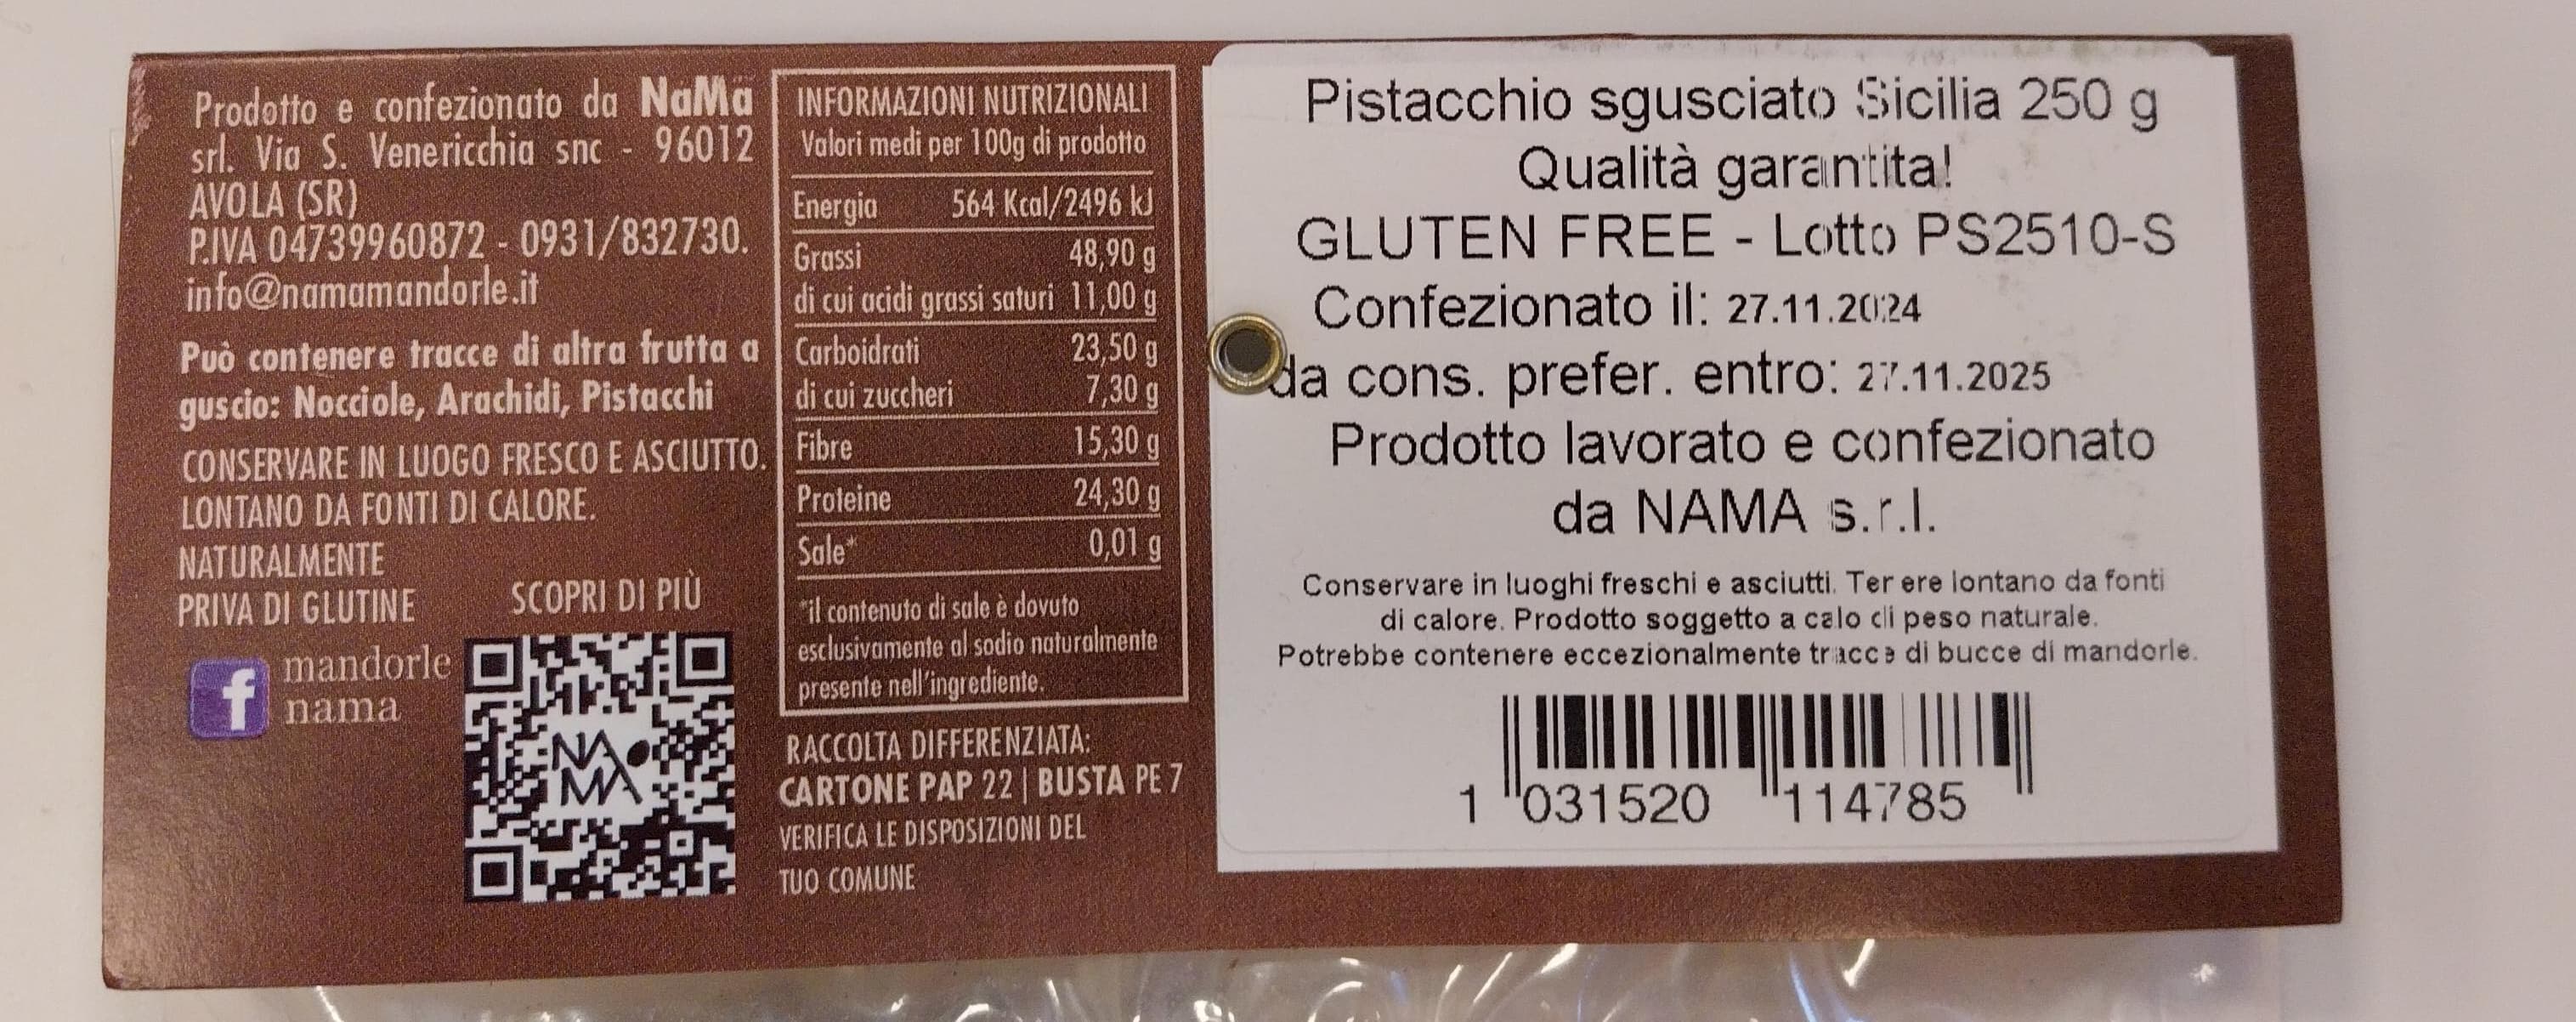 Prodotto e confezionato da NaMa
srl. Via S. Venericchia snc - 96012
AVOLA (SR)
P.IVA 04739960872 - 0931/832730.
info@namamandorle.it
Può contenere tracce di altra frutta a
guscio: Nocciole, Arachidi, Pistacchi
CONSERVARE IN LUOGO FRESCO E ASCIUTTO.
LONTANO DA FONTI DI CALORE.
NATURALMENTE
PRIVA DI GLUTINE
SCOPRI DI PIÙ
f
mandorle
nama
NA
MA
INFORMAZIONI NUTRIZIONALI
Valori medi per 100g di prodotto
Energia 564 Kcal/2496 kJ
Grassi 48,90 g
di cui acidi grassi saturi 11,00 g
Carboidrati 23,50 g
di cui zuccheri 7,30 g
Fibre 15,30 g
Proteine 24,30 g
Sale* 0,01 g
*il contenuto di sale è dovuto
esclusivamente al sodio naturalmente
presente nell'ingrediente.
RACCOLTA DIFFERENZIATA:
CARTONE PAP 22 | BUSTA PE 7
VERIFICA LE DISPOSIZIONI DEL
TUO COMUNE
Pistacchio sgusciato Sicilia 250 g
Qualità garantita!
GLUTEN FREE - Lotto PS2510-S
Confezionato il: 27.11.2024
da cons. prefer. entro: 27.11.2025
Prodotto lavorato e confezionato
da NAMA s.r.l.
Conservare in luoghi freschi e asciutti. Tenere lontano da fonti
di calore. Prodotto soggetto a calo di peso naturale.
Potrebbe contenere eccezionalmente tracce di bucce di mandorle.
1 031520 114785